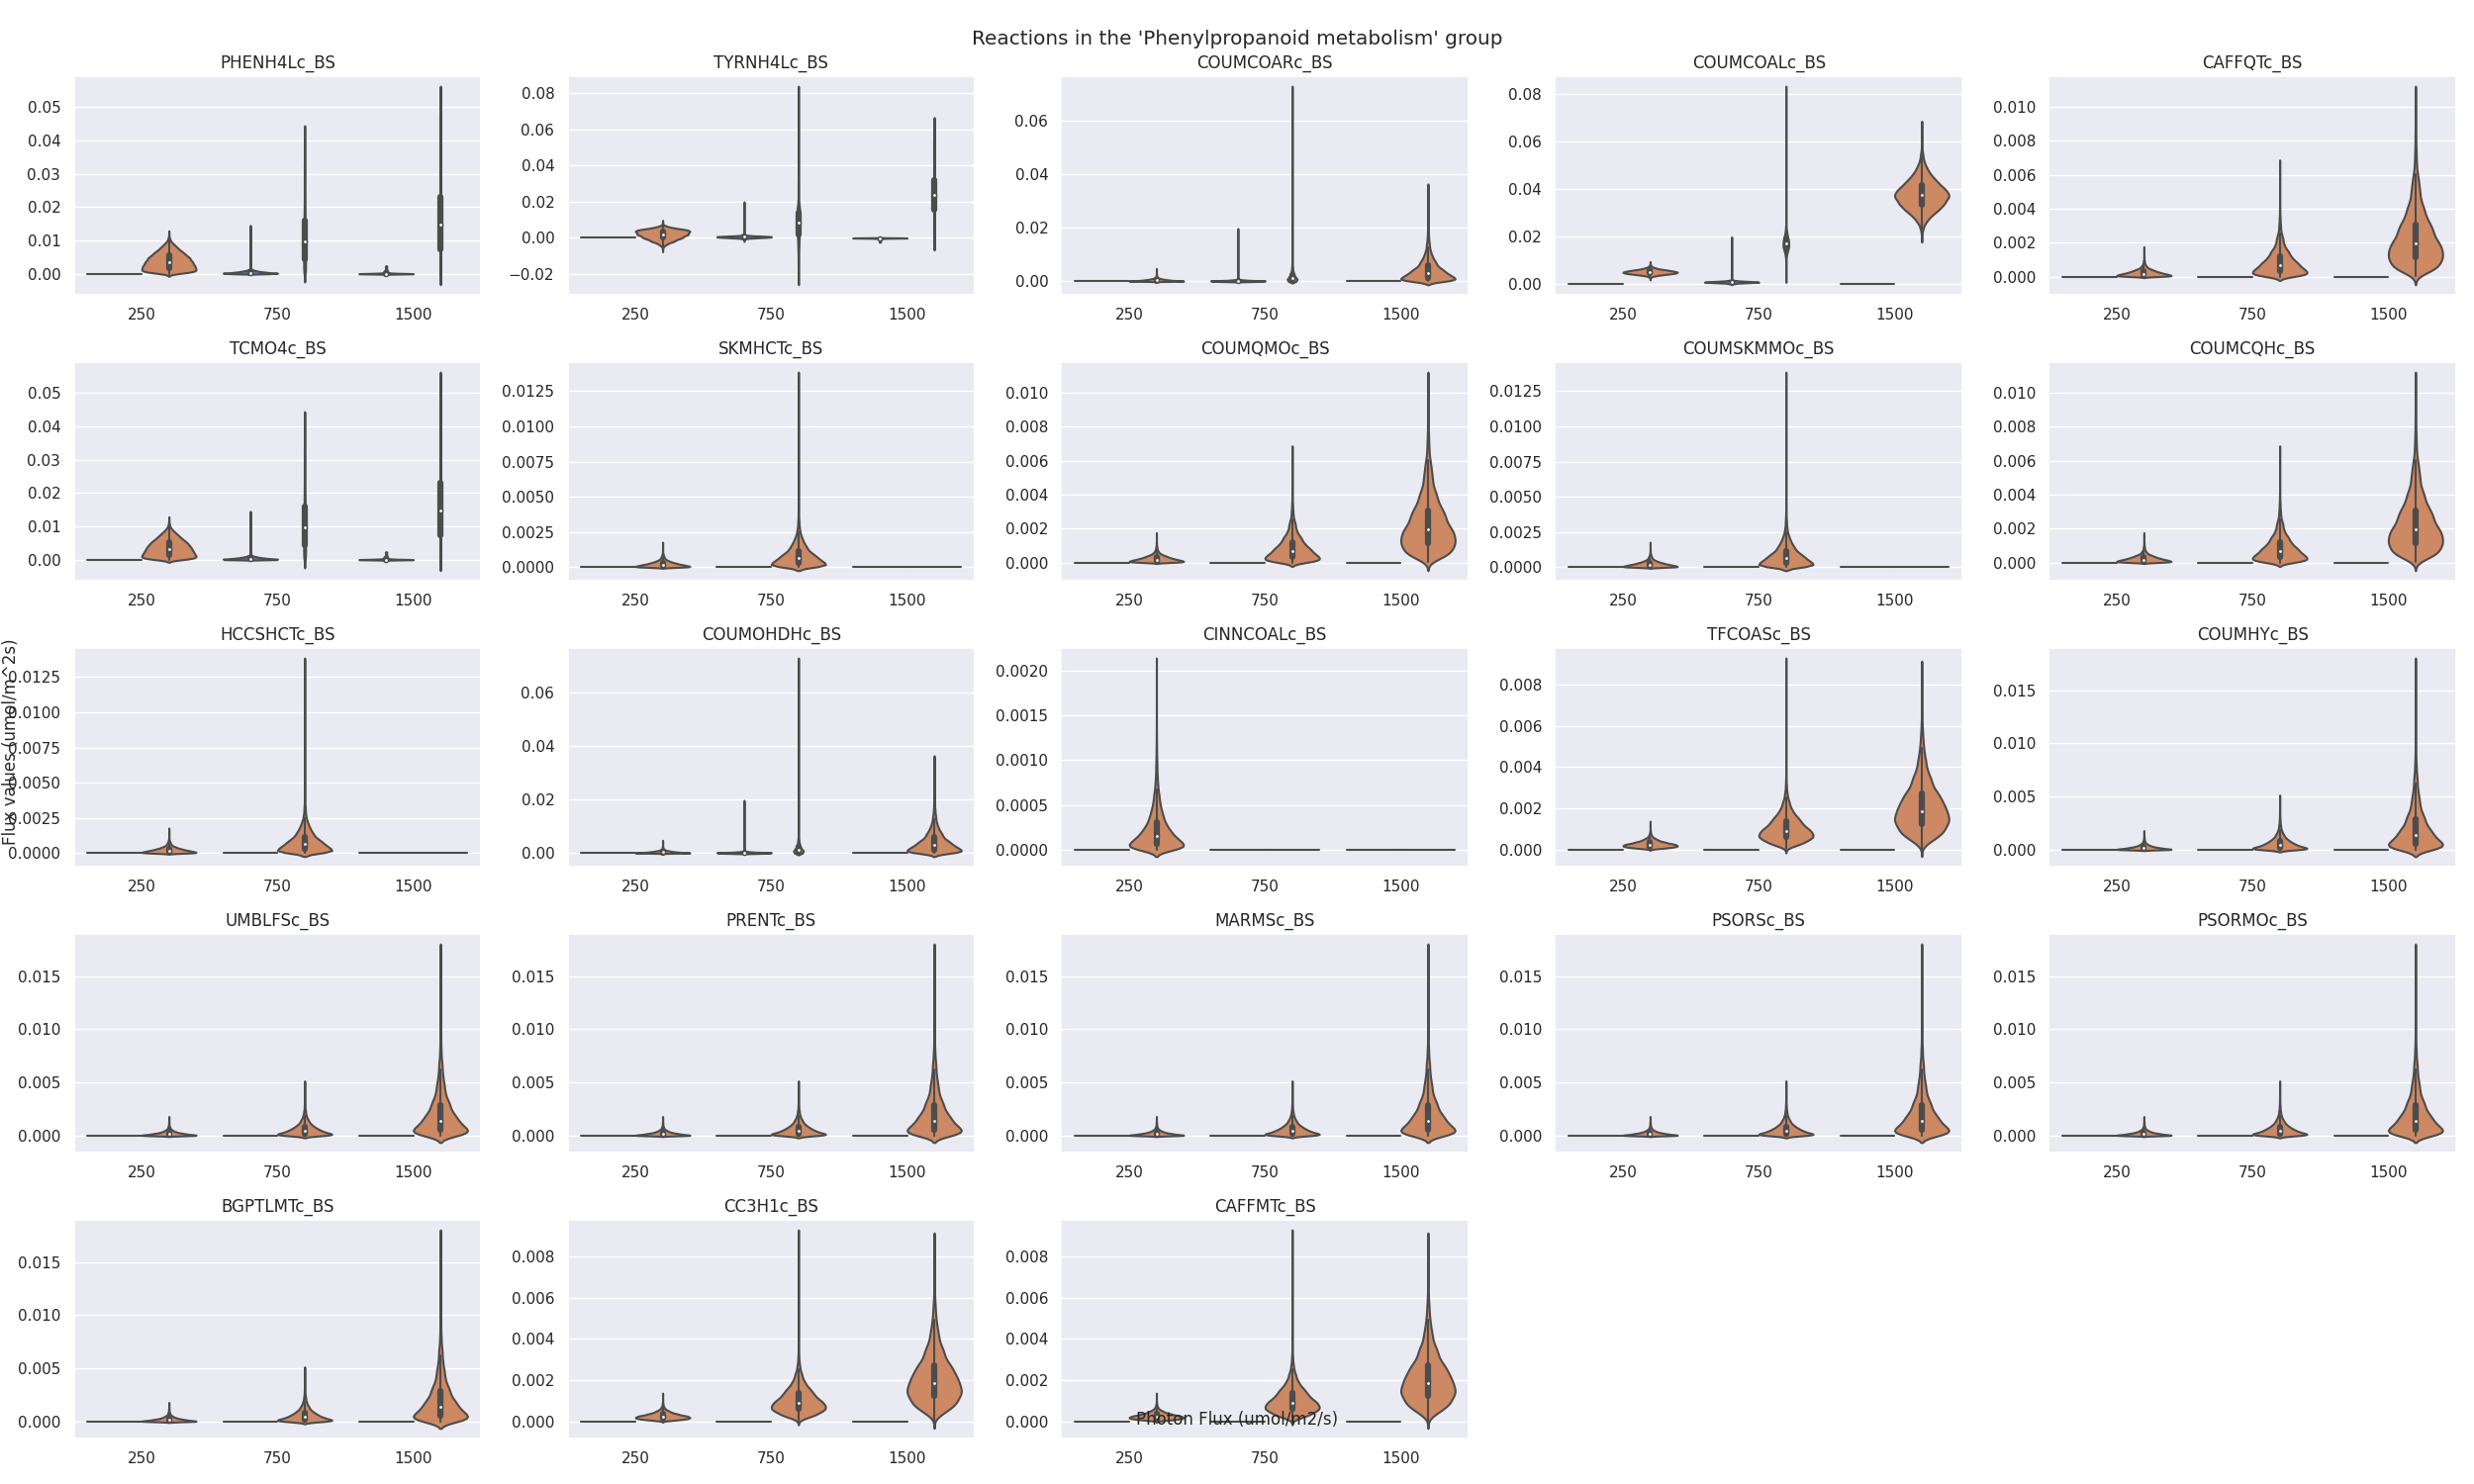 Reactions in the 'Phenylpropanoid metabolism' group
PHENH4Lc_BS TYRNH4Lc_BS COUMCOARc_BS COUMCOALc_BS CAFFQTc_BS
0.05 0.04 0.03 0.02 0.01 0.00
0.08 0.06 0.04 0.02 0.00 −0.02
0.06 0.04 0.02 0.00
0.08 0.06 0.04 0.02 0.00
0.010 0.008 0.006 0.004 0.002 0.000
250 750 1500 250 750 1500 250 750 1500 250 750 1500 250 750 1500
TCMO4c_BS SKMHCTc_BS COUMQMOc_BS COUMSKMMOc_BS COUMCQHc_BS
0.05 0.04 0.03 0.02 0.01 0.00
0.0125 0.0100 0.0075 0.0050 0.0025 0.0000
0.010 0.008 0.006 0.004 0.002 0.000
0.0125 0.0100 0.0075 0.0050 0.0025 0.0000
0.010 0.008 0.006 0.004 0.002 0.000
250 750 1500 250 750 1500 250 750 1500 250 750 1500 250 750 1500
Flux values (umol/m^2s)
HCCSHCTc_BS COUMOHDHc_BS CINNCOALc_BS TFCOASc_BS COUMHYc_BS
0.0125 0.0100 0.0075 0.0050 0.0025 0.0000
0.06 0.04 0.02 0.00
0.0020 0.0015 0.0010 0.0005 0.0000
0.008 0.006 0.004 0.002 0.000
0.015 0.010 0.005 0.000
250 750 1500 250 750 1500 250 750 1500 250 750 1500 250 750 1500
UMBLFSc_BS PRENTc_BS MARMSc_BS PSORSc_BS PSORMOc_BS
0.015 0.010 0.005 0.000
0.015 0.010 0.005 0.000
0.015 0.010 0.005 0.000
0.015 0.010 0.005 0.000
0.015 0.010 0.005 0.000
250 750 1500 250 750 1500 250 750 1500 250 750 1500 250 750 1500
BGPTLMTc_BS CC3H1c_BS CAFFMTc_BS
0.015 0.010 0.005 0.000
0.008 0.006 0.004 0.002 0.000
0.008 0.006 0.004 0.002 0.000
Photon Flux (umol/m2/s)
250 750 1500 250 750 1500 250 750 1500